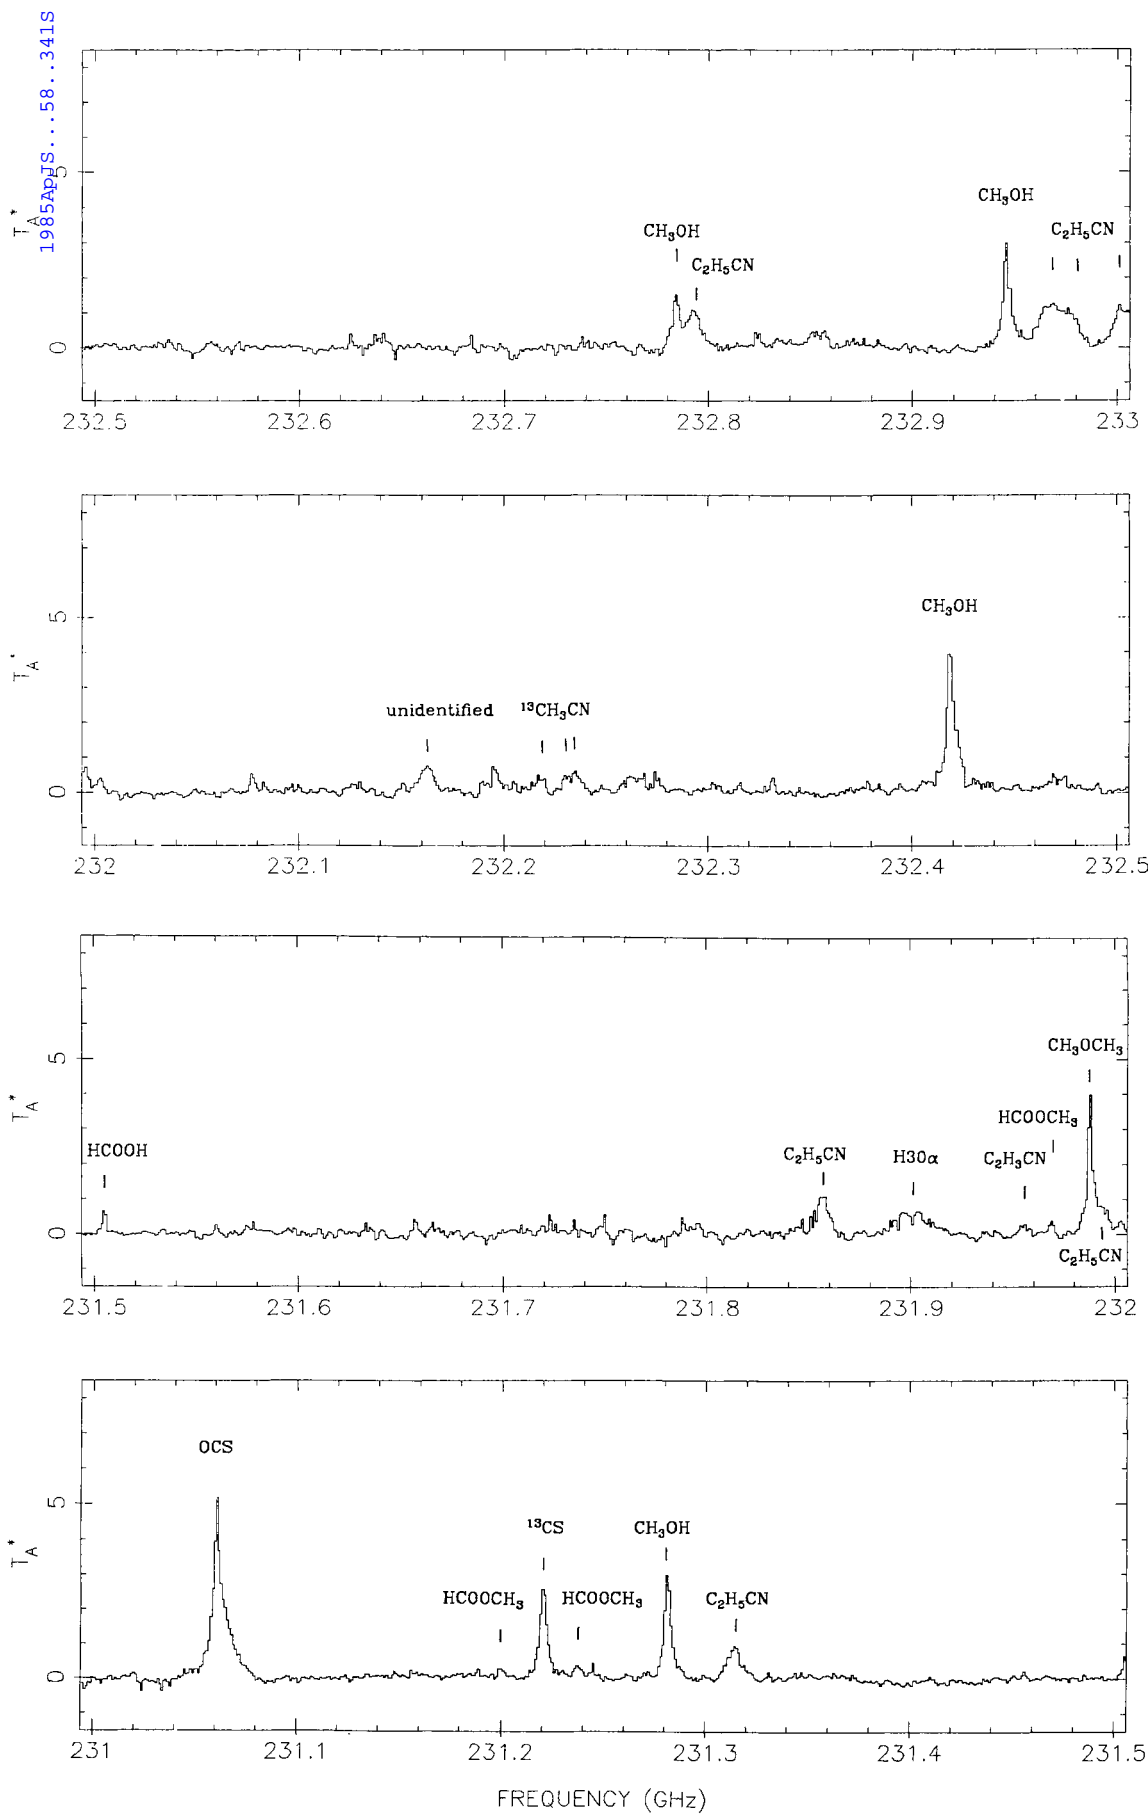 1985ApJS...58..341S
5
0
T_A*
CH₃OH
C₂H₅CN
CH₃OH
C₂H₅CN
232.5 232.6 232.7 232.8 232.9 233
5
0
T_A*
unidentified
¹³CH₃CN
CH₃OH
232 232.1 232.2 232.3 232.4 232.5
5
0
T_A*
HCOOH
C₂H₅CN
H30α
C₂H₃CN
HCOOCH₃
CH₃OCH₃
C₂H₅CN
231.5 231.6 231.7 231.8 231.9 232
5
0
T_A*
OCS
HCOOCH₃
¹³CS
HCOOCH₃
CH₃OH
C₂H₅CN
231 231.1 231.2 231.3 231.4 231.5
FREQUENCY (GHz)